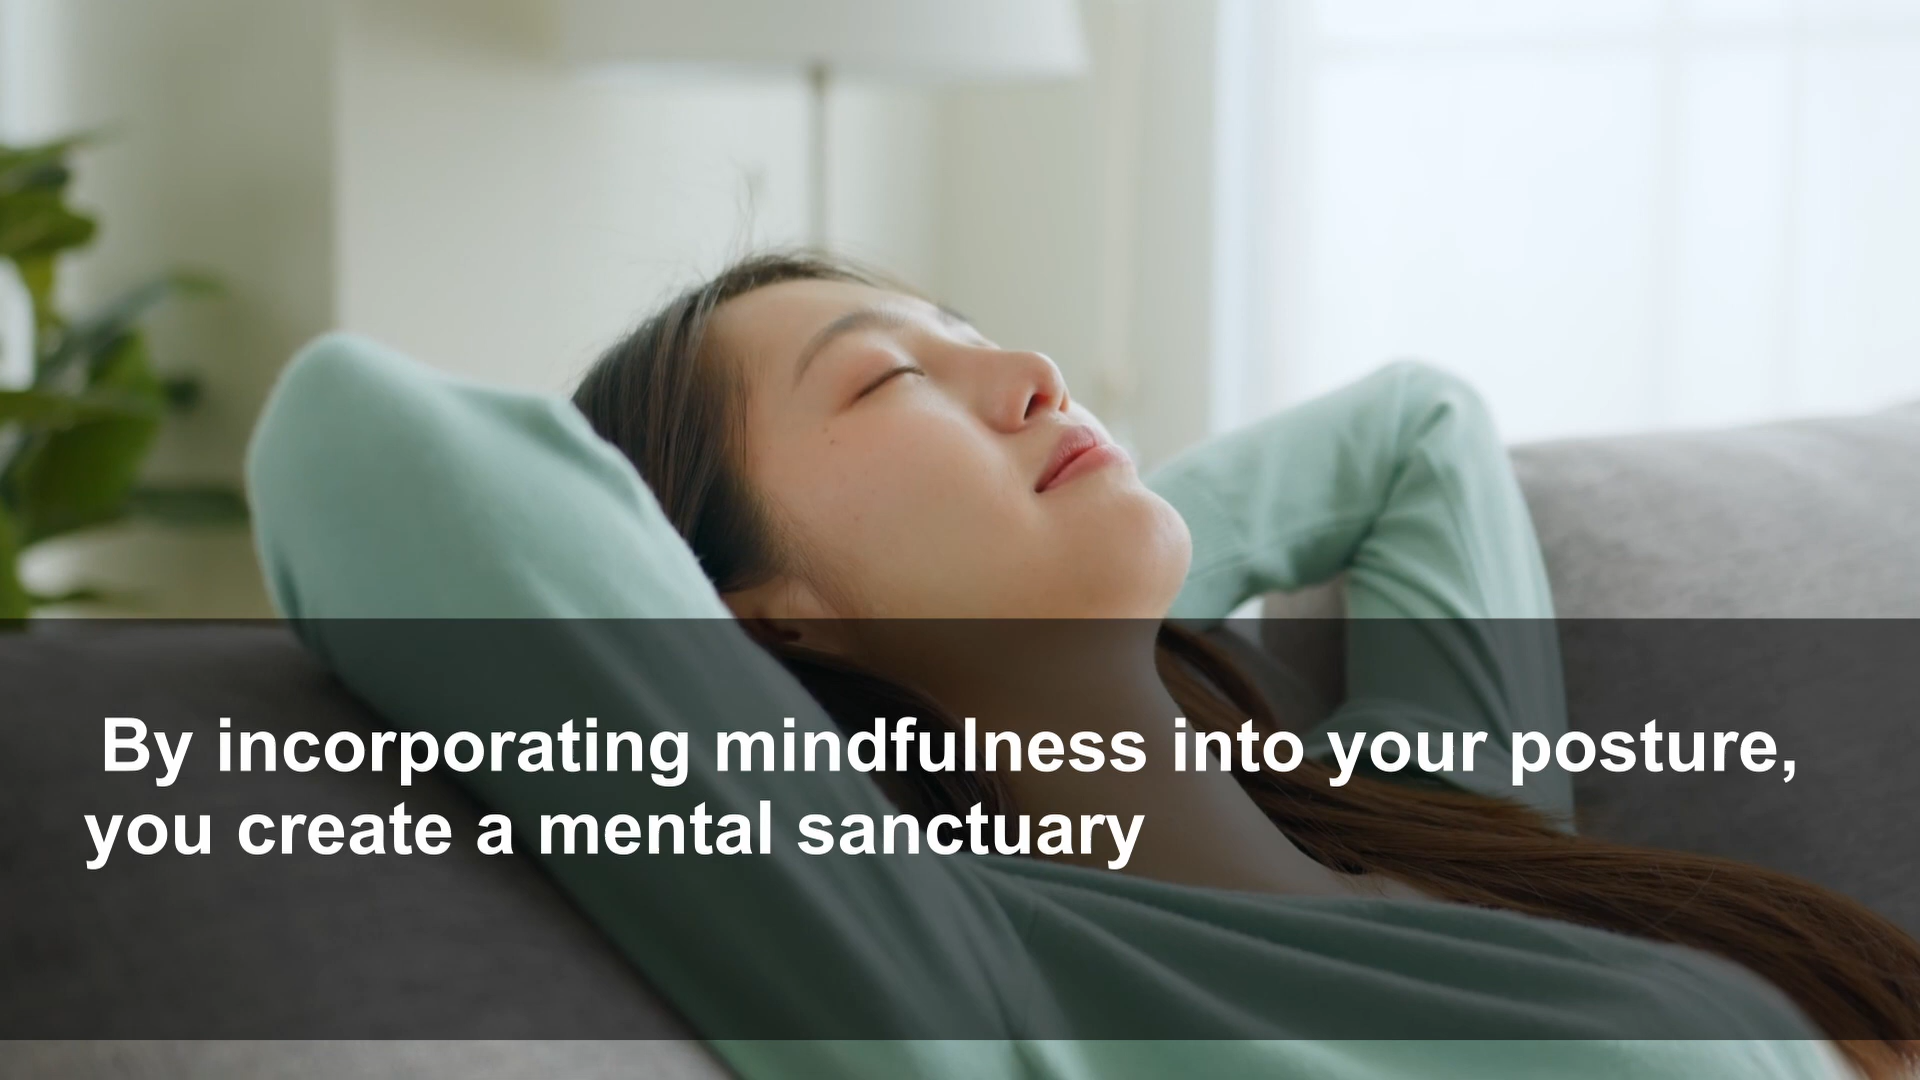 By incorporating mindfulness into your posture,
you create a mental sanctuary